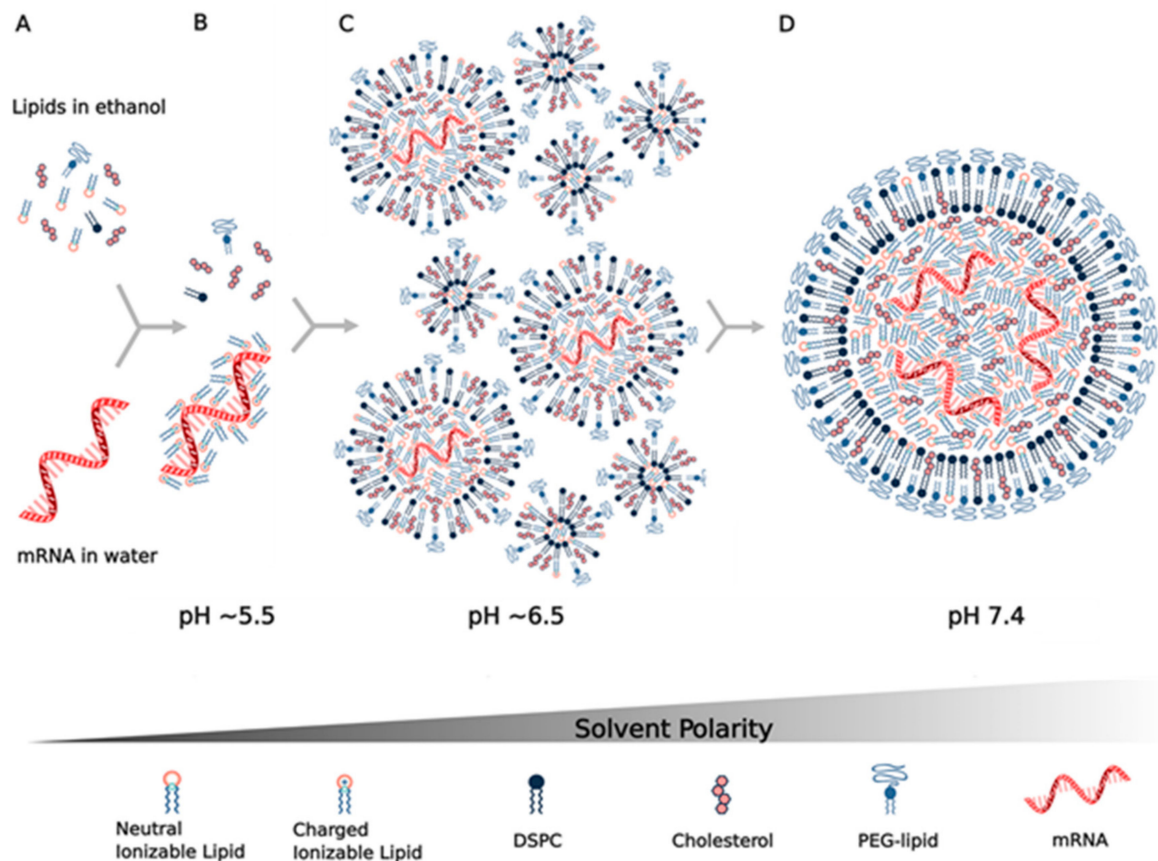 A
B
C
D
Lipids in ethanol
mRNA in water
pH ~5.5
pH ~6.5
pH 7.4
Solvent Polarity
Neutral
Ionizable Lipid
Charged
Ionizable Lipid
DSPC
Cholesterol
PEG-lipid
mRNA